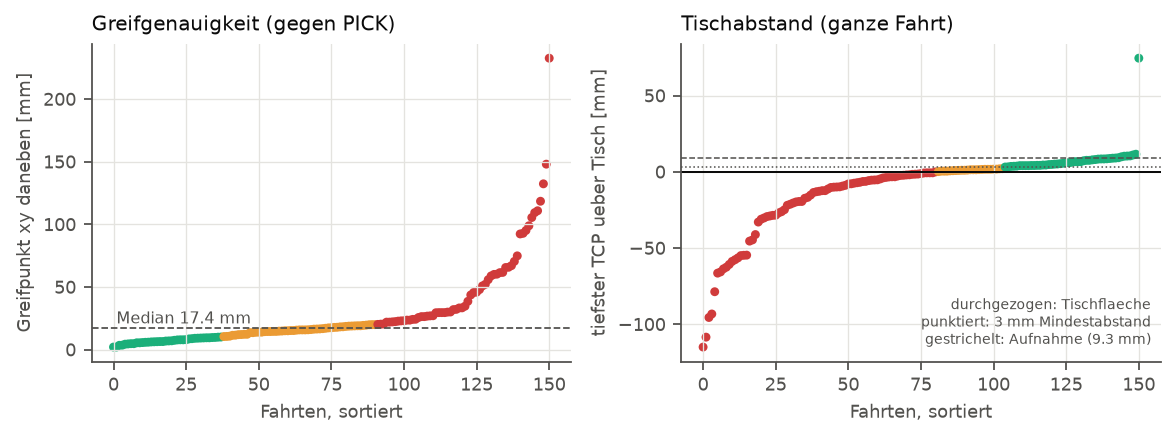 Greifgenauigkeit (gegen PICK)
Greifpunkt xy daneben [mm]
200
150
100
50
0
Median 17.4 mm
0 25 50 75 100 125 150
Fahrten, sortiert
Tischabstand (ganze Fahrt)
tiefster TCP ueber Tisch [mm]
50
0
−50
−100
durchgezogen: Tischflaeche
punktiert: 3 mm Mindestabstand
gestrichelt: Aufnahme (9.3 mm)
0 25 50 75 100 125 150
Fahrten, sortiert